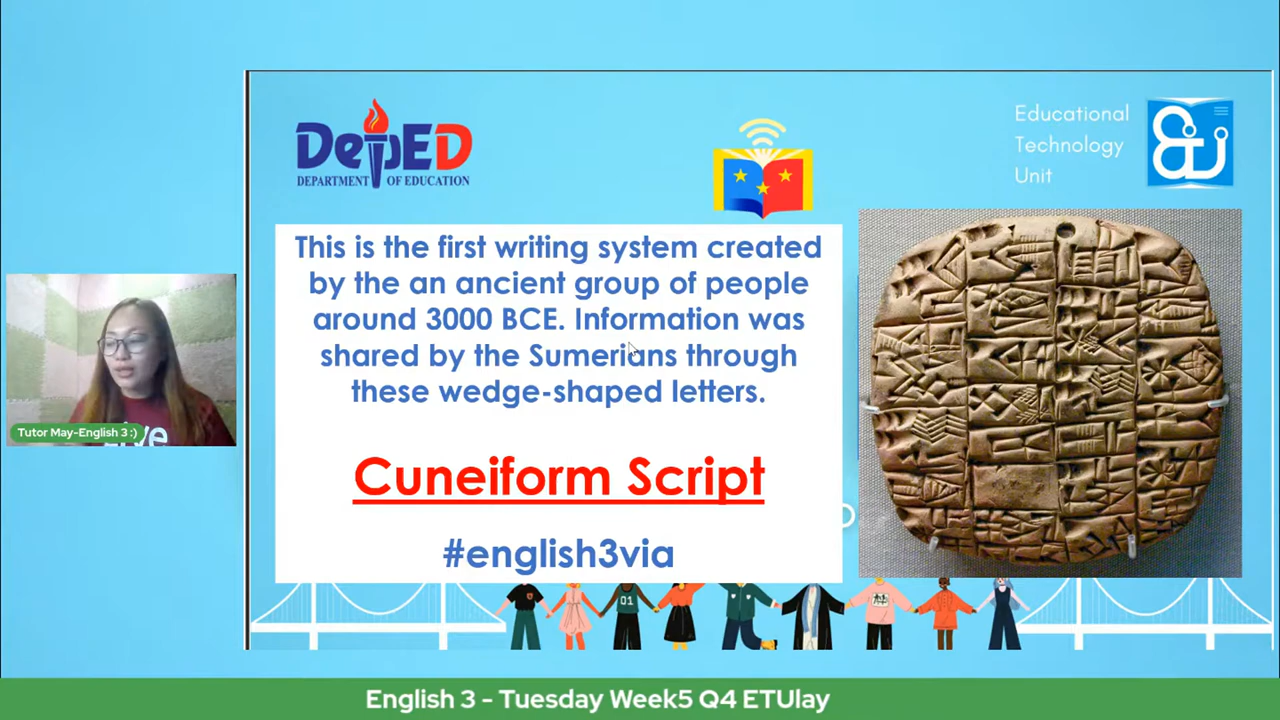 DepED
DEPARTMENT OF EDUCATION
Educational
Technology
Unit
This is the first writing system created
by the an ancient group of people
around 3000 BCE. Information was
shared by the Sumerians through
these wedge-shaped letters.
Cuneiform Script
#english3via
Tutor May-English 3 :)
01
English 3 - Tuesday Week5 Q4 ETUlay